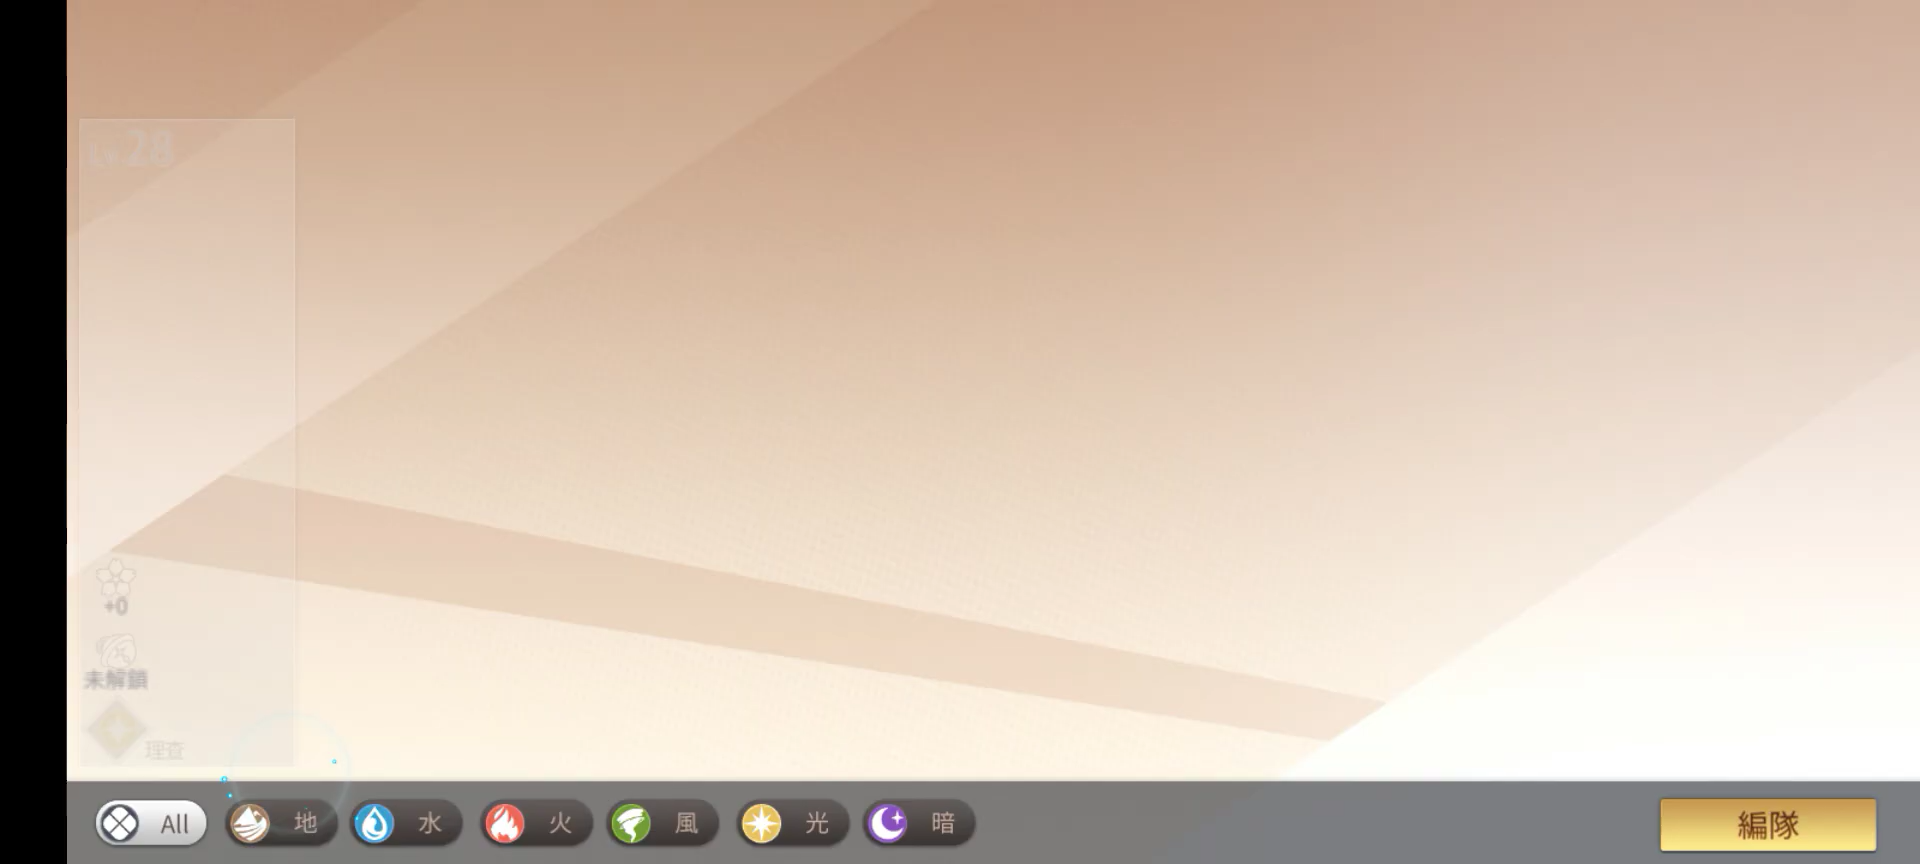 Lv.28
+0
未解鎖
理查
All
地
水
火
風
光
暗
編隊